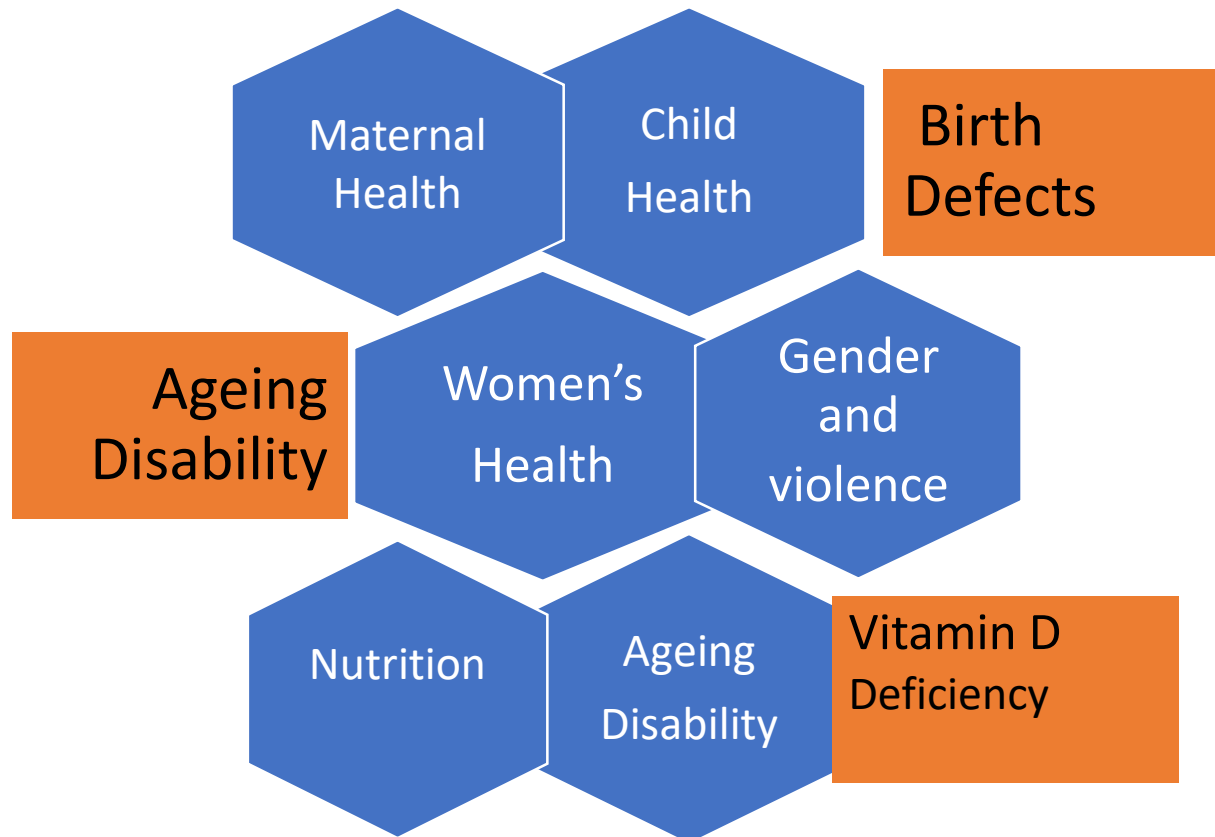 Maternal
Health
Child
Health
Birth
Defects
Ageing
Disability
Women’s
Health
Gender
and
violence
Nutrition
Ageing
Disability
Vitamin D
Deficiency